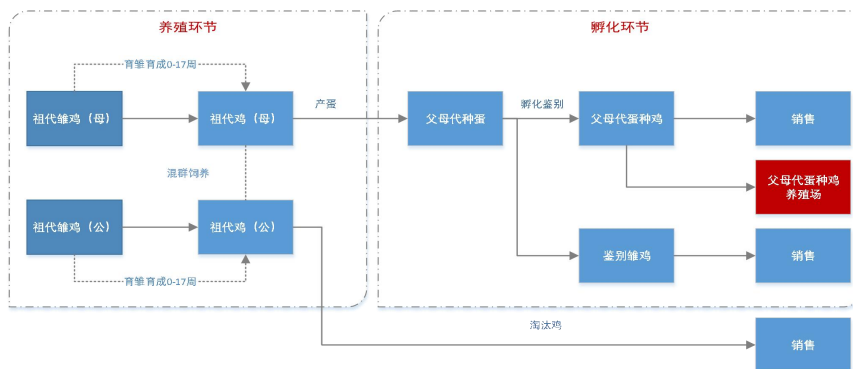 养殖环节
孵化环节
育雏育成0-17周
祖代雏鸡（母）
祖代鸡（母）
产蛋
父母代种蛋
孵化鉴别
父母代蛋种鸡
销售
混群饲养
父母代蛋种鸡
养殖场
祖代雏鸡（公）
祖代鸡（公）
鉴别雏鸡
销售
育雏育成0-17周
淘汰鸡
销售